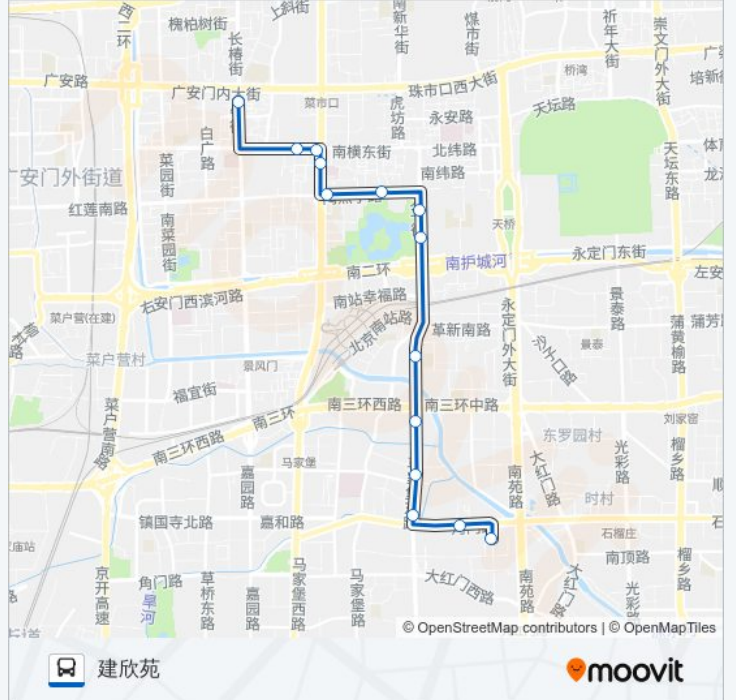 西二环
槐柏树街
长椿街
上斜街
南新华街
煤市街
祈年大街
崇文门外大街
广安路
广安门内大街
菜市口
珠市口西大街
桥湾
培新街
虎坊路
永安路
天坛路
白广路
菜园街
南横东街
北纬路
南纬路
天坛东路
广安门外街道
红莲南路
南菜园街
天桥
南护城河
永定门东街
南二环
左安
右安门西滨河路
南站幸福路
菜户营(在建)
北京南站路
革新南路
永定门外大街
景泰路
蒲黄榆路
蒲芳
景泰
沙子口路
菜户营村
景风门
福宜街
南三环西路
南三环中路
南三环
刘家窑
菜户营南路
南三环西路
东罗园村
马家堡
嘉园路
光彩路
榴乡路
大红门路
南苑路
时村
镇国寺北路
嘉和路
石榴庄
南顶路
榴乡路
京开高速
角门路
旱河
草桥东路
嘉园路
马家堡西路
马家堡路
大红门西路
南苑路
大红门路
光彩路
© OpenStreetMap contributors | © OpenMapTiles
建欣苑
moovit